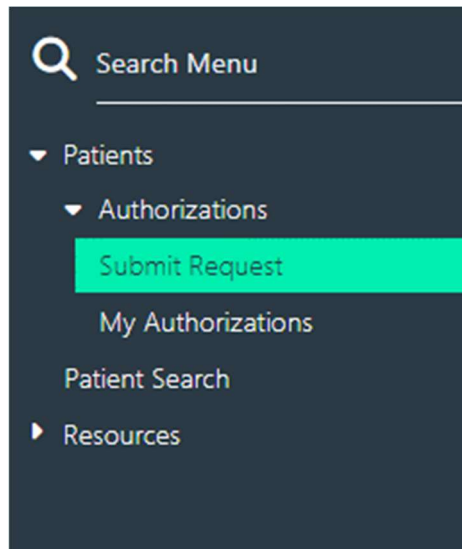 Search Menu
Patients
Authorizations
Submit Request
My Authorizations
Patient Search
Resources